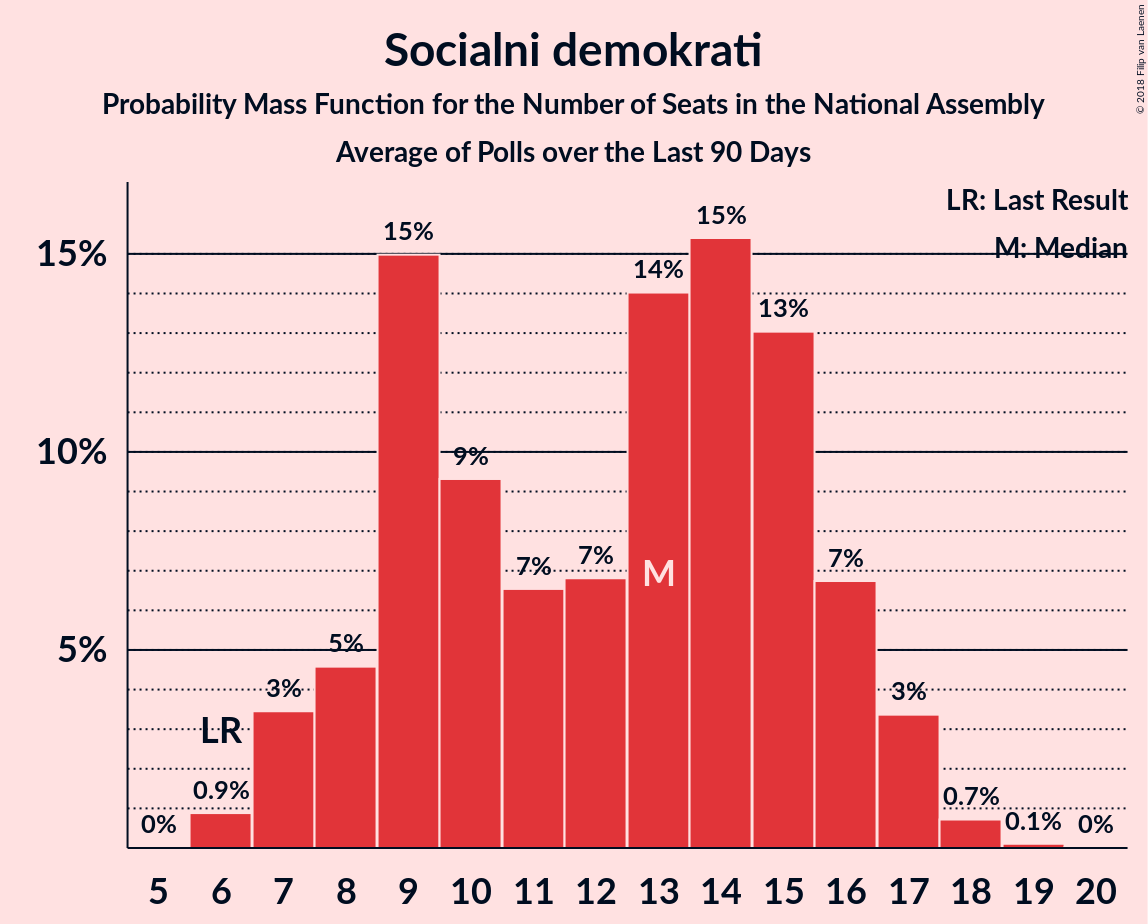 Socialni demokrati
Probability Mass Function for the Number of Seats in the National Assembly
Average of Polls over the Last 90 Days
© 2018 Filip van Laenen
LR: Last Result
M: Median
15%
10%
5%
0%
0.9%
LR
3%
5%
15%
9%
7%
7%
14%
M
15%
13%
7%
3%
0.7%
0.1%
0%
5 6 7 8 9 10 11 12 13 14 15 16 17 18 19 20